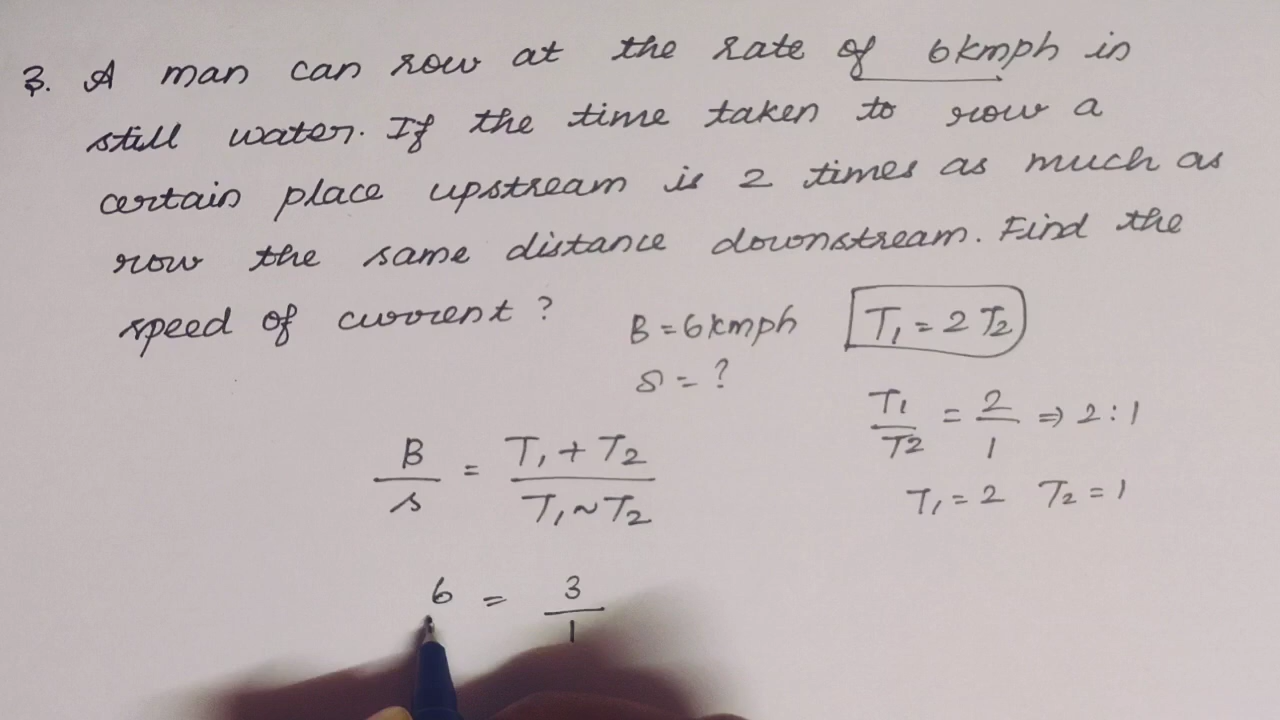 3. A man can row at the rate of 6kmph in
still water. If the time taken to row a
certain place upstream is 2 times as much as
row the same distance downstream. Find the
speed of current ?
B = 6kmph
T₁ = 2 T₂
S = ?
T₁/T₂ = 2/1 ⇒ 2:1
B/s = T₁ + T₂/T₁ ~ T₂
T₁ = 2 T₂ = 1
6 = 3/1